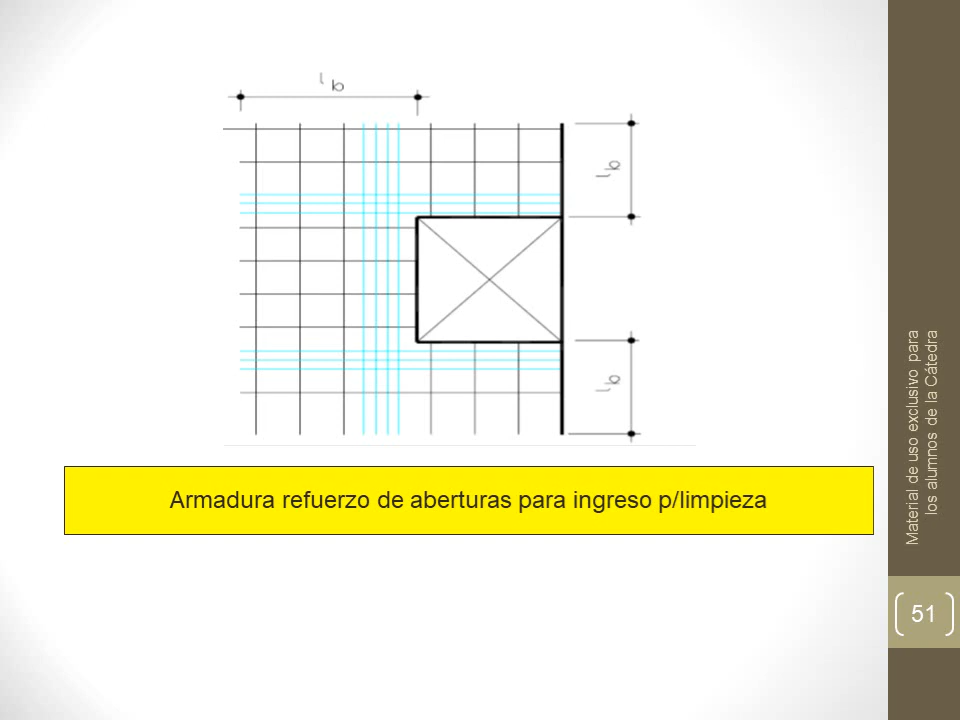 l b
l b
l b
Armadura refuerzo de aberturas para ingreso p/limpieza
Material de uso exclusivo para
los alumnos de la Cátedra
51